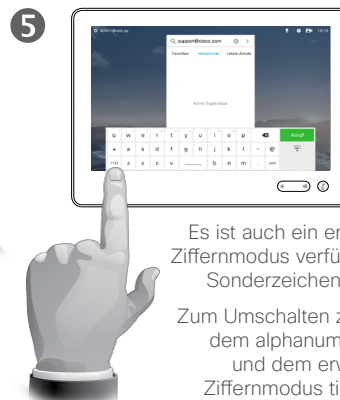 5
support@cisco.com
Favoriten Verzeichnis Letzte Anrufe
Keine Ergebnisse
q w e r t y u i o p Anruf
a s d f g h j k l - @
?123 z x c v b n m . .com
Es ist auch ein er
Ziffernmodus verfü
Sonderzeichen
Zum Umschalten z
dem alphanum
und dem erw
Ziffernmodus ti